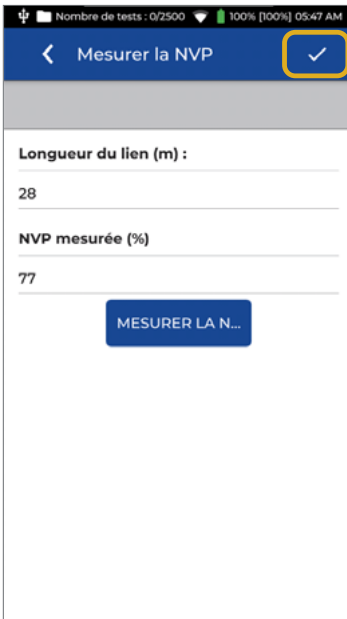 Nombre de tests : 0/2500 100% [100%] 05:47 AM
Mesurer la NVP
Longueur du lien (m) :
28
NVP mesurée (%)
77
MESURER LA N...